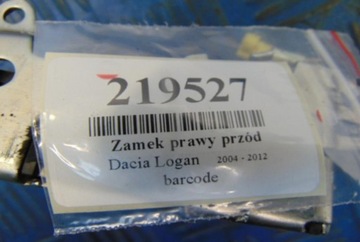 219527
Zamek prawy przód
Dacia Logan 2004 - 2012
barcode